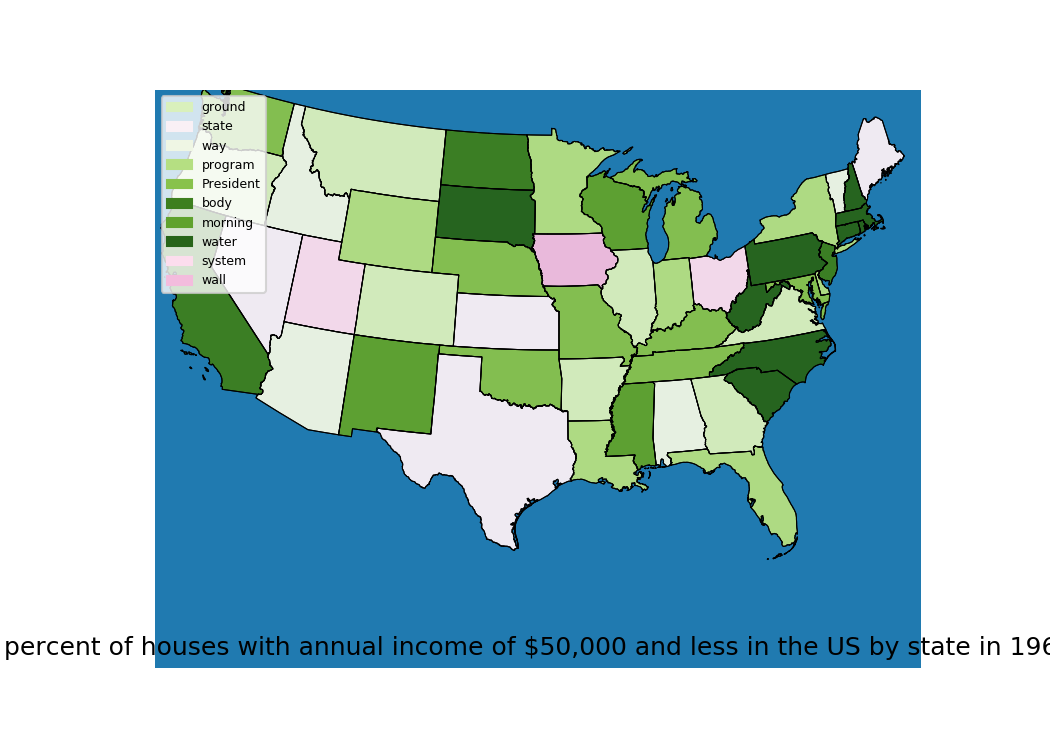 ground
state
way
program
President
body
morning
water
system
wall
percent of houses with annual income of $50,000 and less in the US by state in 196